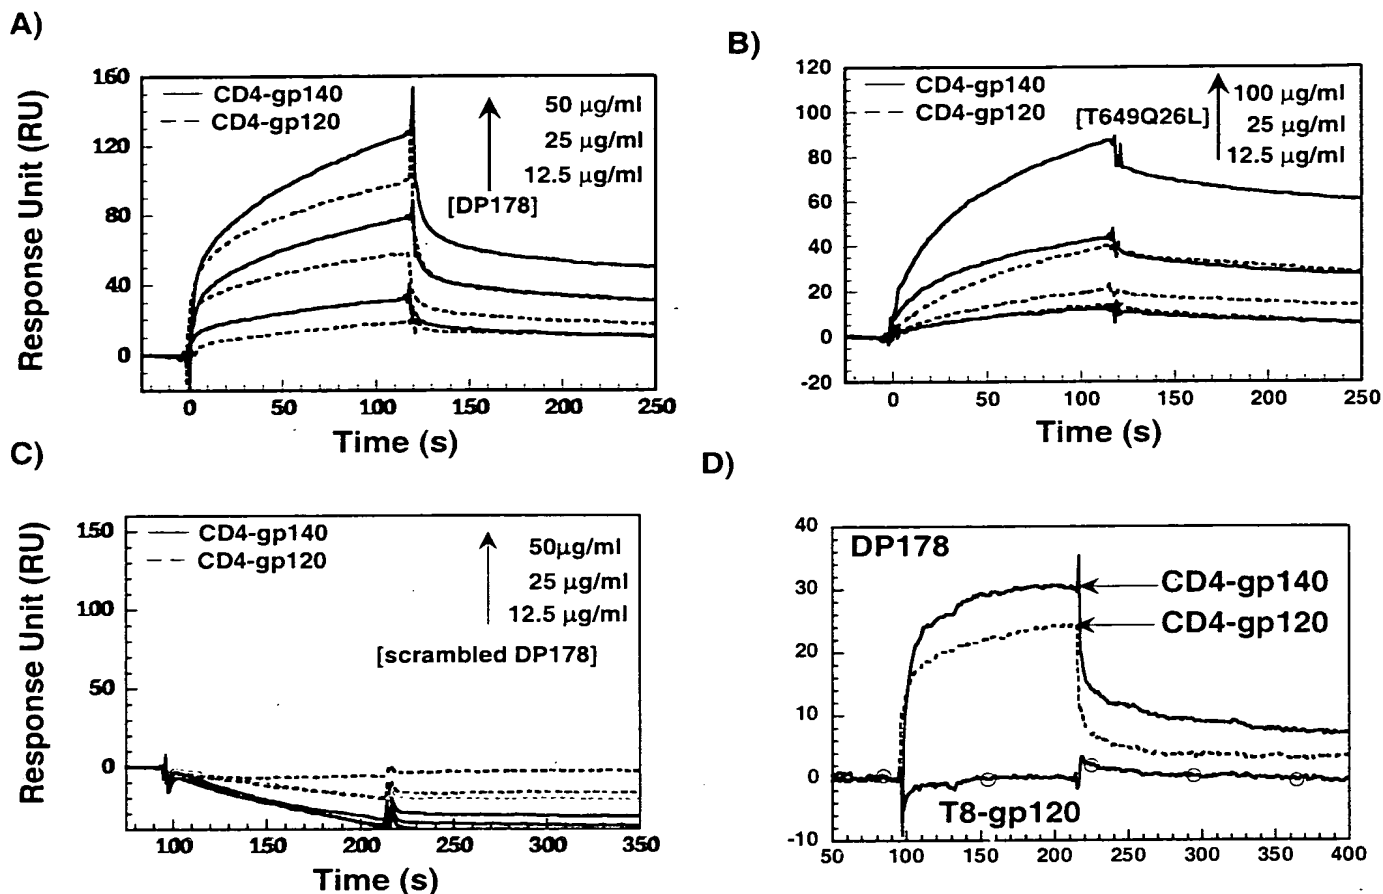 A)
Response Unit (RU)
160
120
80
40
0
CD4-gp140
CD4-gp120
50 µg/ml
25 µg/ml
12.5 µg/ml
[DP178]
0 50 100 150 200 250
Time (s)
B)
120
100
80
60
40
20
0
-20
CD4-gp140
CD4-gp120
[T649Q26L]
100 µg/ml
25 µg/ml
12.5 µg/ml
0 50 100 150 200 250
Time (s)
C)
Response Unit (RU)
150
100
50
0
CD4-gp140
CD4-gp120
50µg/ml
25 µg/ml
12.5 µg/ml
[scrambled DP178]
100 150 200 250 300 350
Time (s)
D)
40
30
20
10
0
-10
DP178
CD4-gp140
CD4-gp120
T8-gp120
50 100 150 200 250 300 350 400